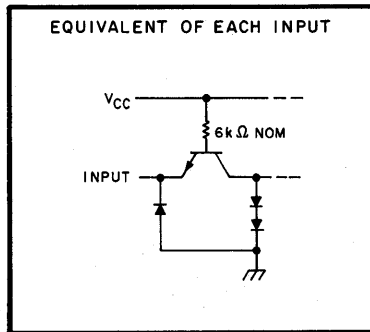 EQUIVALENT OF EACH INPUT
VCC
6kΩ NOM
INPUT